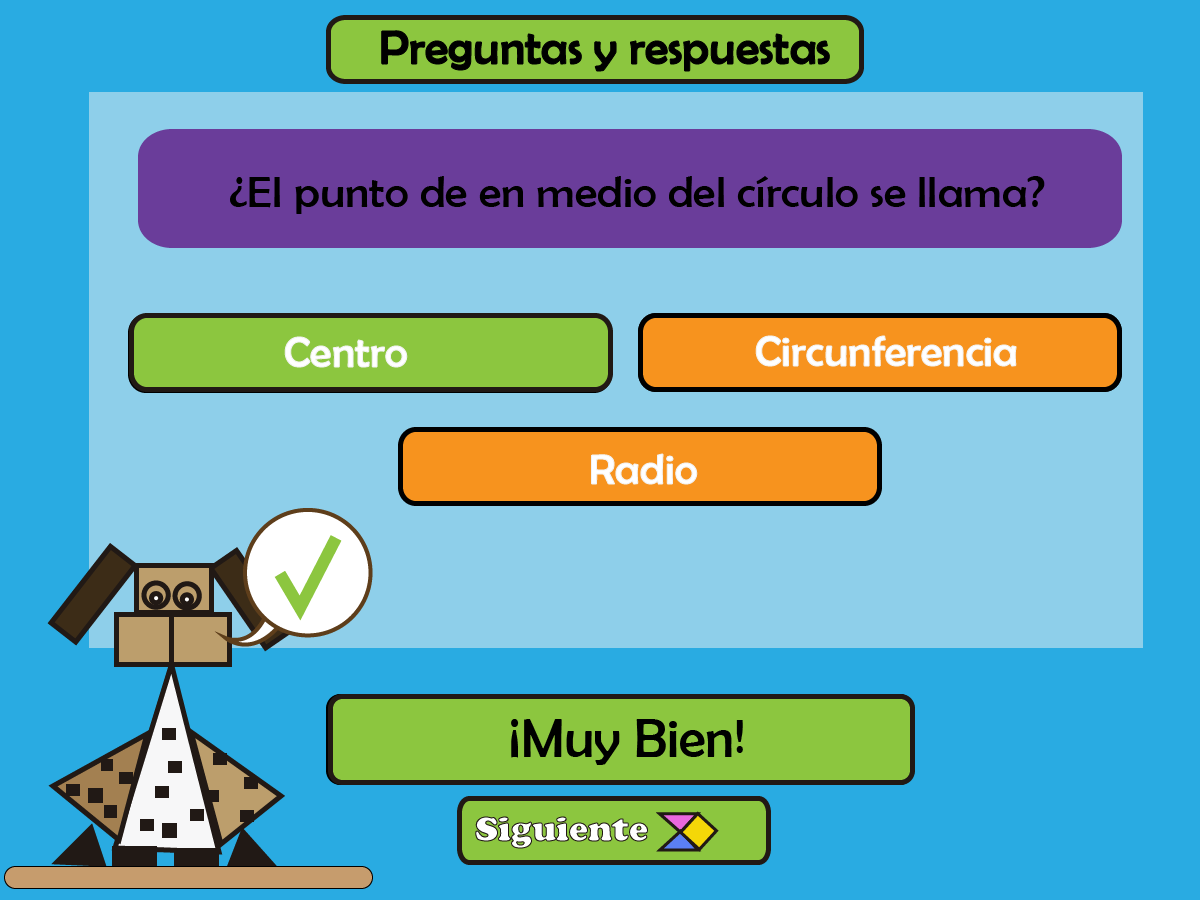 Preguntas y respuestas
¿El punto de en medio del círculo se llama?
Centro
Circunferencia
Radio
¡Muy Bien!
Siguiente